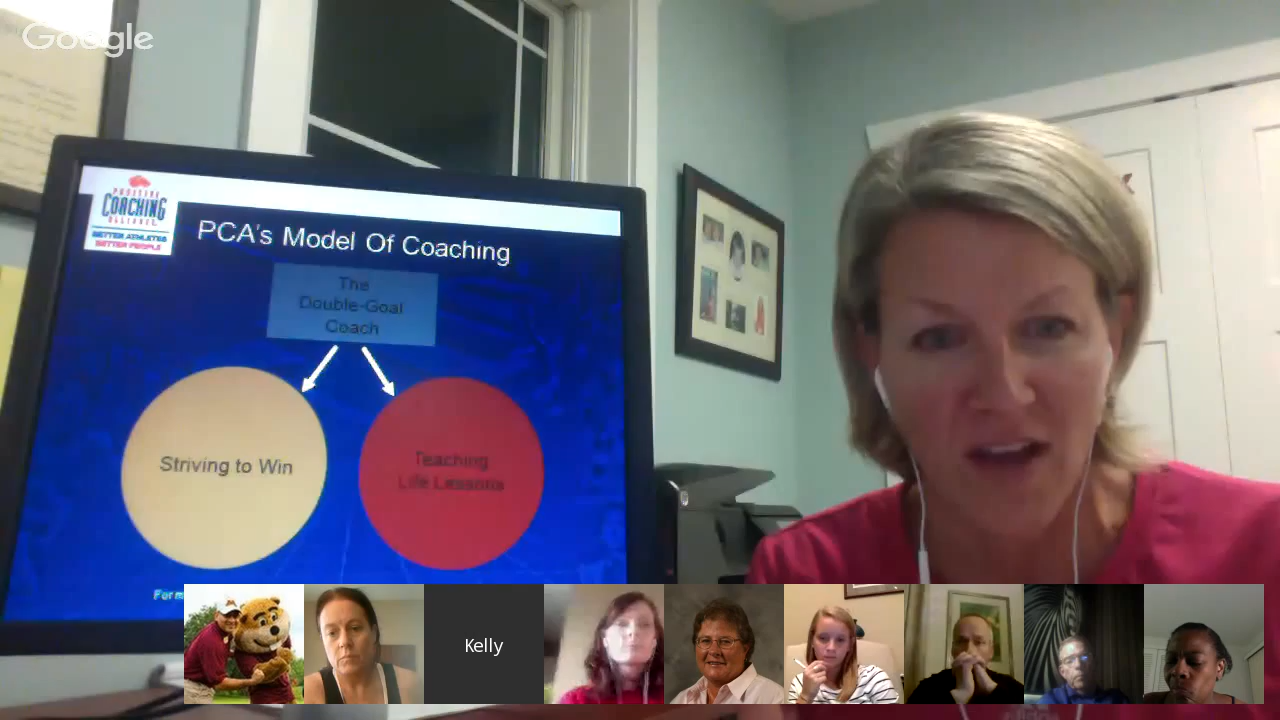 Google
POSITIVE
COACHING
ALLIANCE
BETTER ATHLETES
BETTER PEOPLE
PCA's Model Of Coaching
The
Double-Goal
Coach
Striving to Win
Teaching
Life Lessons
Kelly